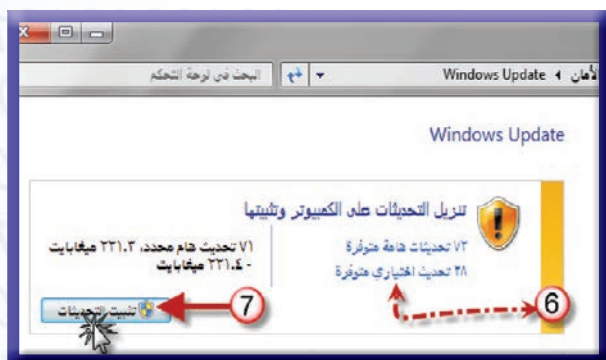 الأمان ◂ Windows Update
البحث في لوحة التحكم
Windows Update
تنزيل التحديثات على الكمبيوتر وتثبيتها
٧٢ تحديثات هامة متوفرة
٢٨ تحديث اختياري متوفرة
٧١ تحديث هام محدد، ٢٢١.٣ ميغابايت
- ٢٢١.٤ ميغابايت
تثبيت التحديثات
7
6